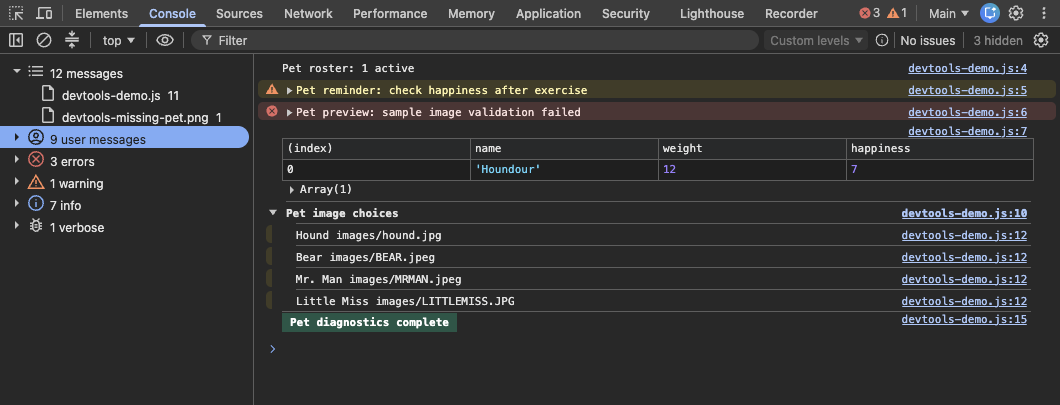 Elements Console Sources Network Performance Memory Application Security Lighthouse Recorder 3 1 Main
top Filter Custom levels No issues 3 hidden
12 messages
devtools-demo.js 11
devtools-missing-pet.png 1
9 user messages
3 errors
1 warning
7 info
1 verbose
Pet roster: 1 active devtools-demo.js:4
Pet reminder: check happiness after exercise devtools-demo.js:5
Pet preview: sample image validation failed devtools-demo.js:6
devtools-demo.js:7
(index) name weight happiness
0 'Houndour' 12 7
Array(1)
Pet image choices devtools-demo.js:10
Hound images/hound.jpg devtools-demo.js:12
Bear images/BEAR.jpeg devtools-demo.js:12
Mr. Man images/MRMAN.jpeg devtools-demo.js:12
Little Miss images/LITTLEMISS.JPG devtools-demo.js:12
Pet diagnostics complete devtools-demo.js:15